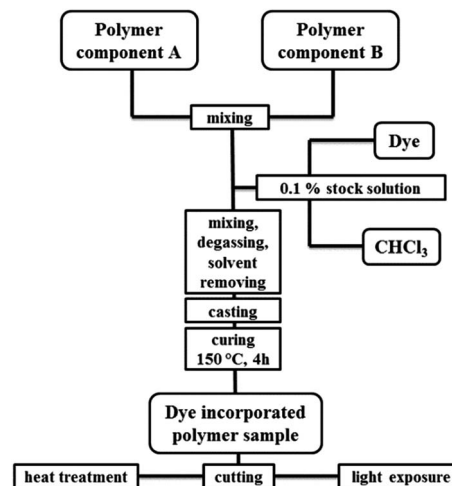 Polymer
component A
Polymer
component B
mixing
Dye
0.1 % stock solution
CHCl₃
mixing,
degassing,
solvent
removing
casting
curing
150 °C, 4h
Dye incorporated
polymer sample
heat treatment
cutting
light exposure